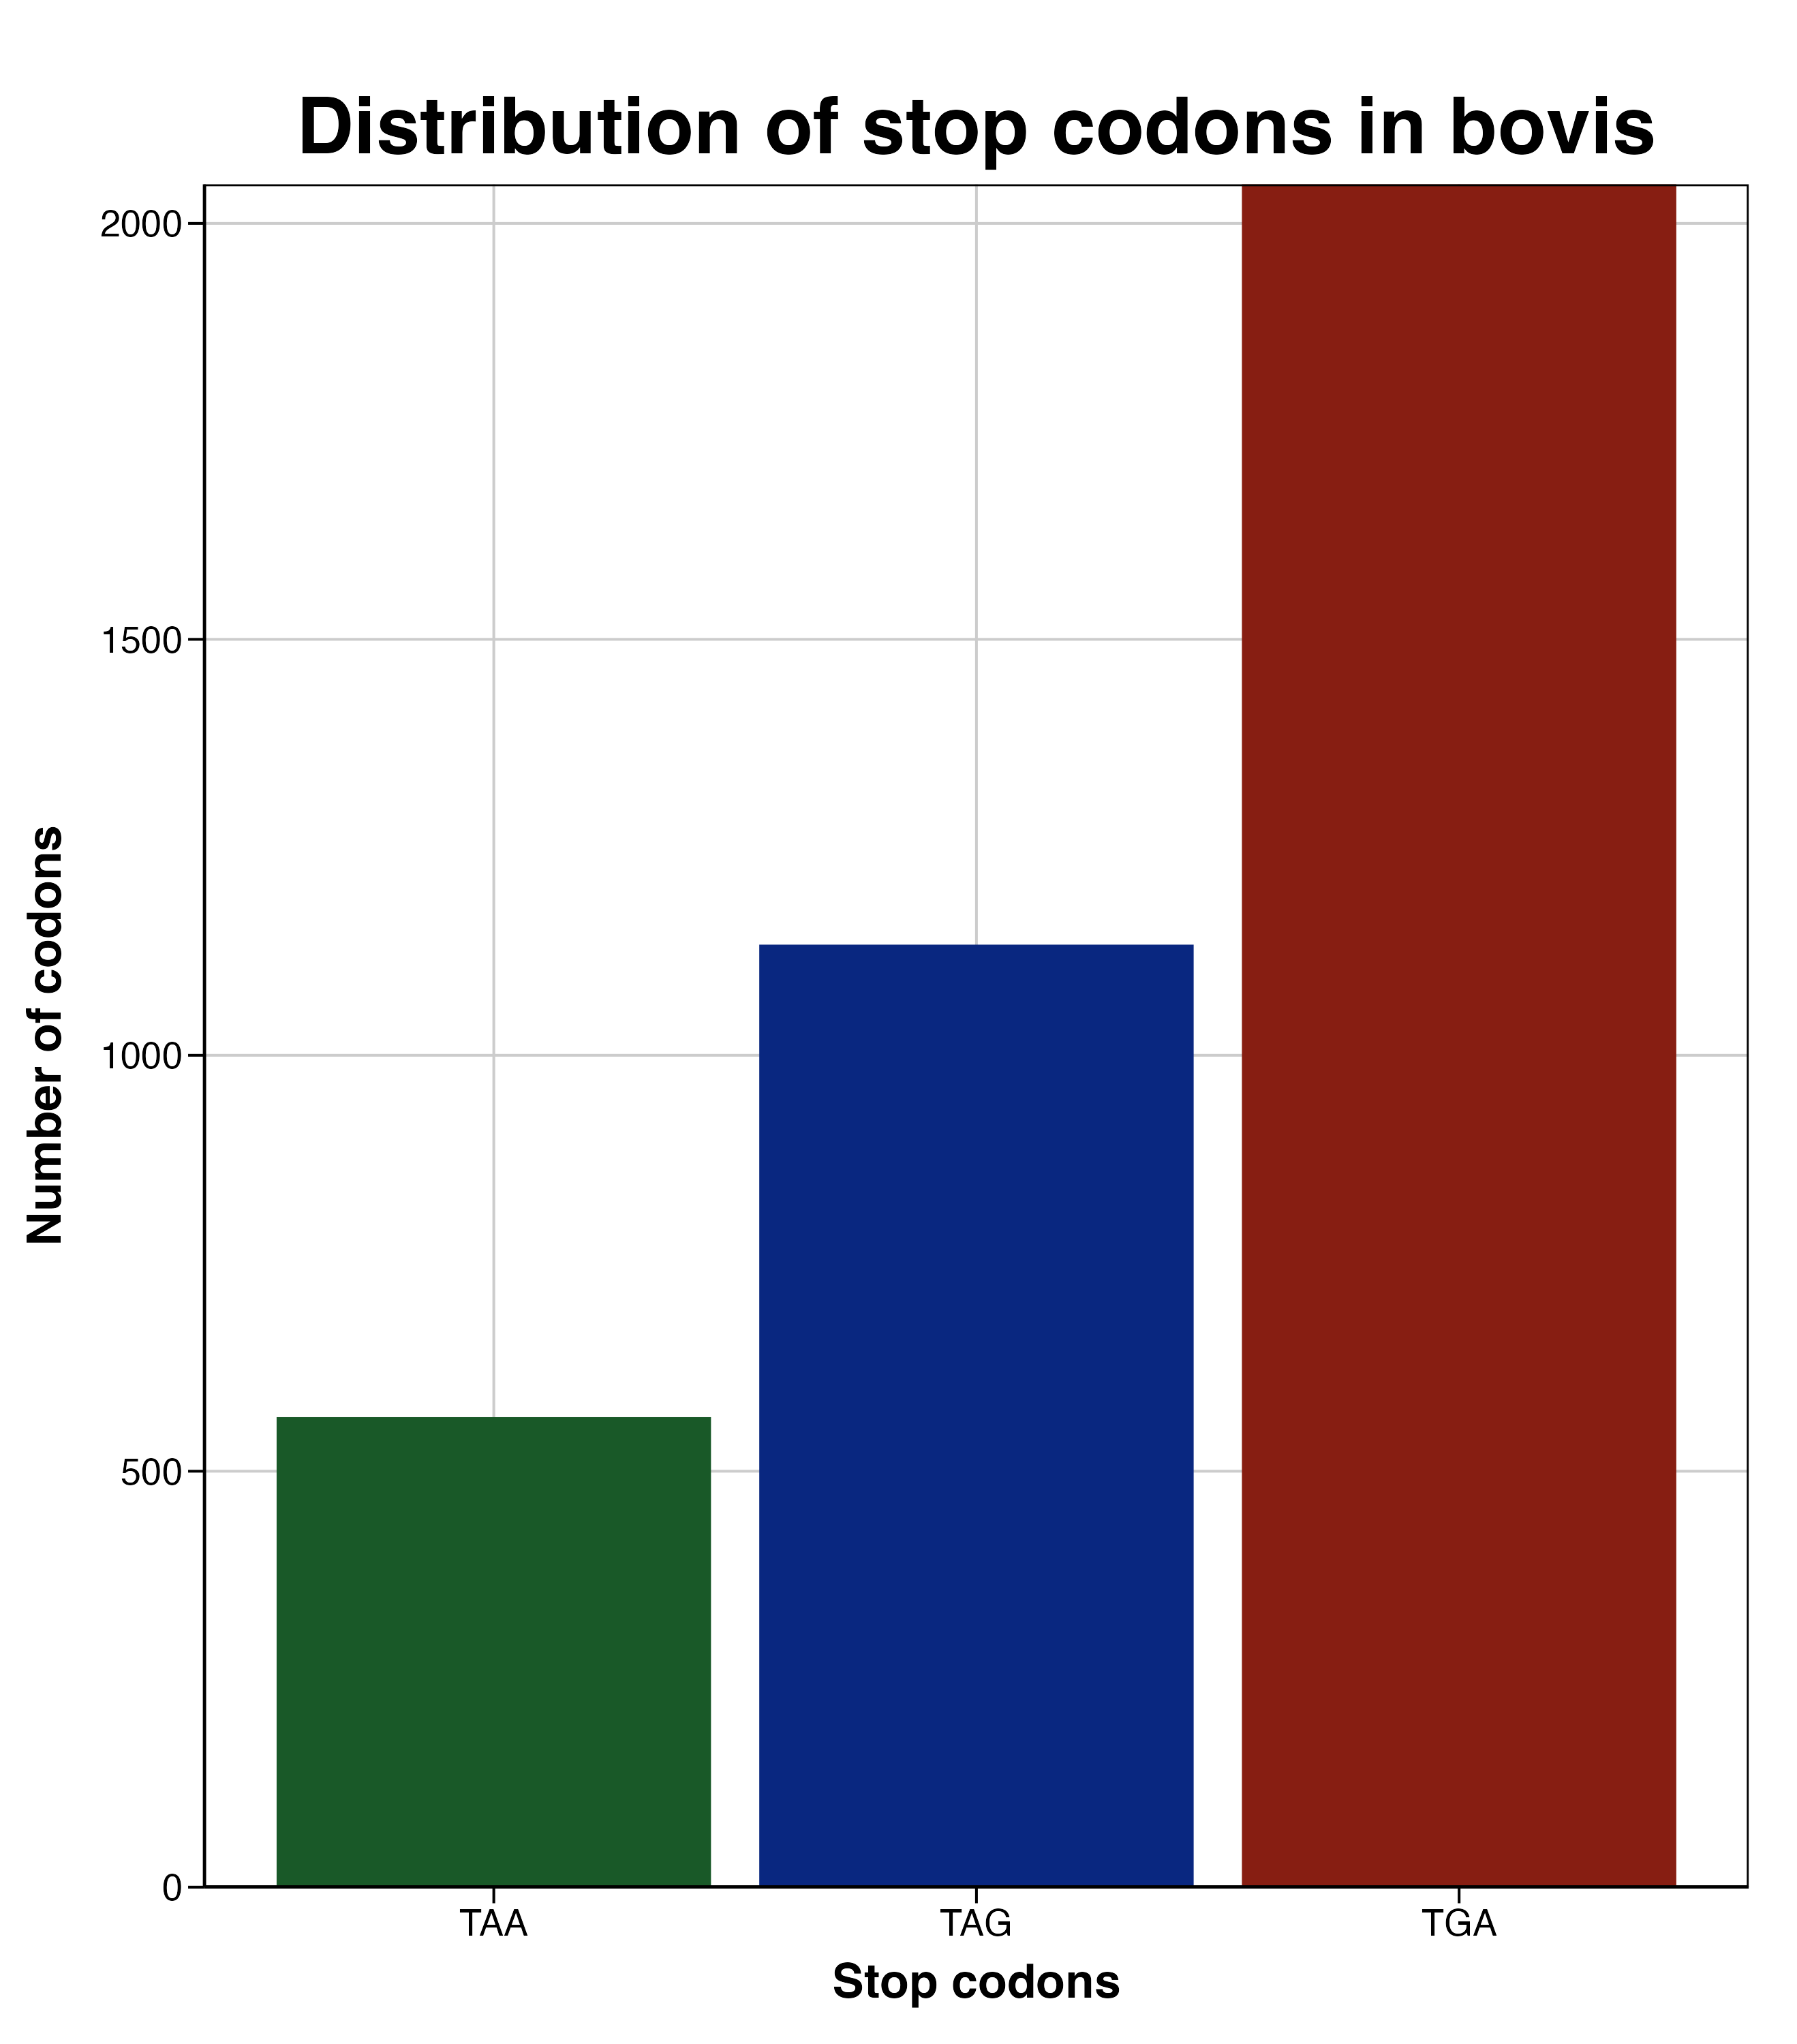 Distribution of stop codons in bovis
2000
1500
1000
500
0
Number of codons
TAA TAG TGA
Stop codons